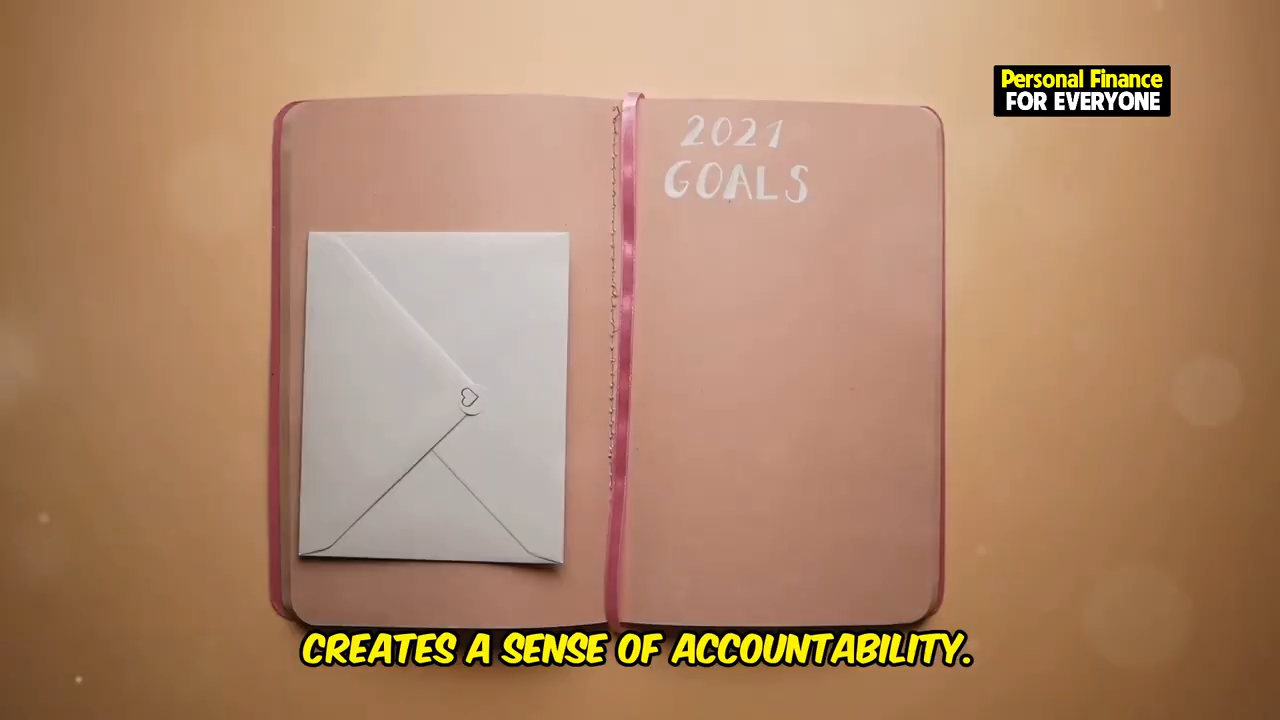 Personal Finance
FOR EVERYONE
2021
GOALS
CREATES A SENSE OF ACCOUNTABILITY.